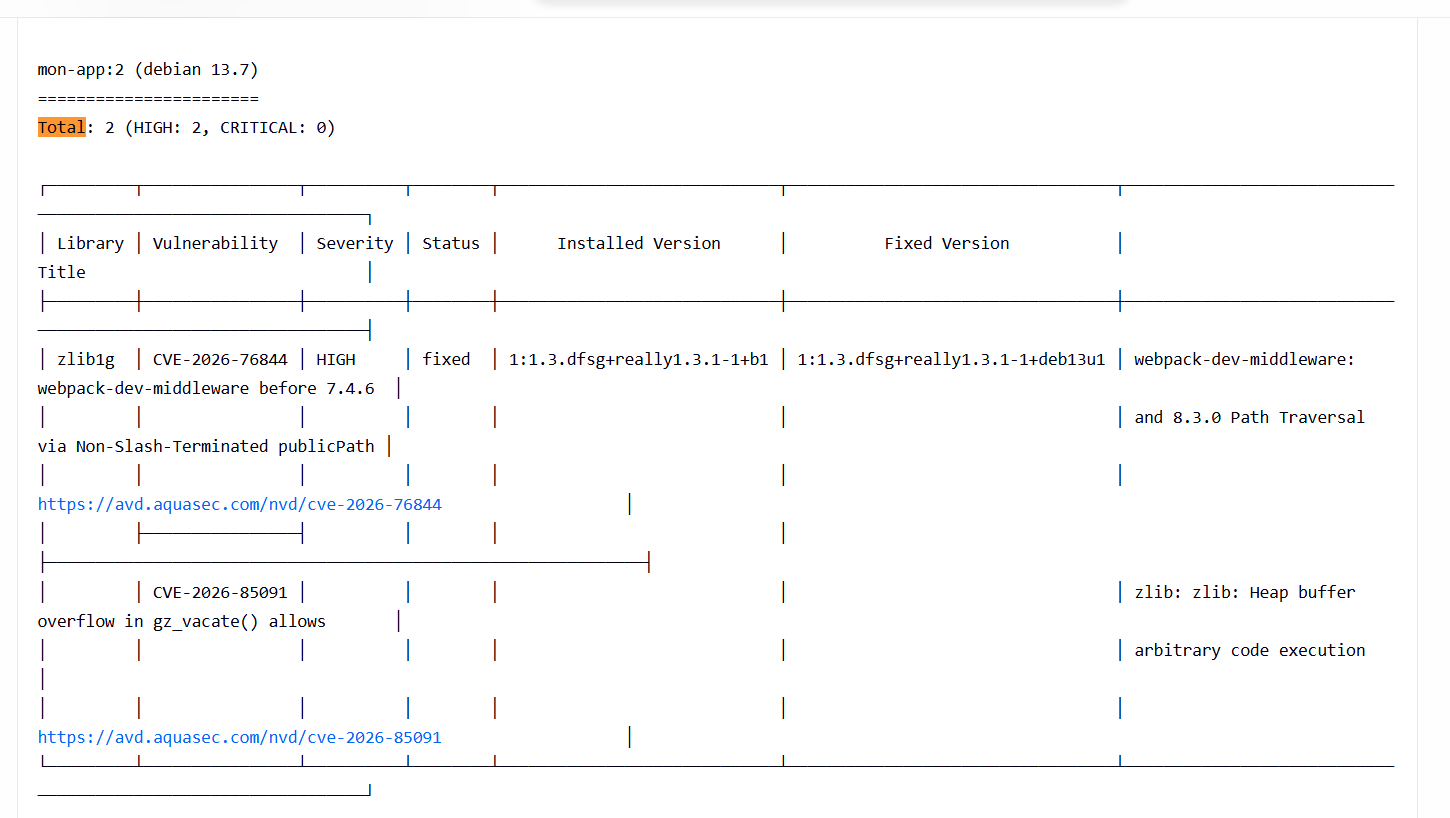 mon-app:2 (debian 13.7)
=======================
Total: 2 (HIGH: 2, CRITICAL: 0)
│ Library │ Vulnerability │ Severity │ Status │ Installed Version │ Fixed Version │
Title │
│ zlib1g │ CVE-2026-76844 │ HIGH │ fixed │ 1:1.3.dfsg+really1.3.1-1+b1 │ 1:1.3.dfsg+really1.3.1-1+deb13u1 │ webpack-dev-middleware:
webpack-dev-middleware before 7.4.6 │
│ │ │ │ │ │ │ and 8.3.0 Path Traversal
via Non-Slash-Terminated publicPath │
│ │ │ │ │ │ │
https://avd.aquasec.com/nvd/cve-2026-76844 │
│ │ CVE-2026-85091 │ │ │ │ │ zlib: zlib: Heap buffer
overflow in gz_vacate() allows │
│ │ │ │ │ │ │ arbitrary code execution
│
│ │ │ │ │ │ │
https://avd.aquasec.com/nvd/cve-2026-85091 │